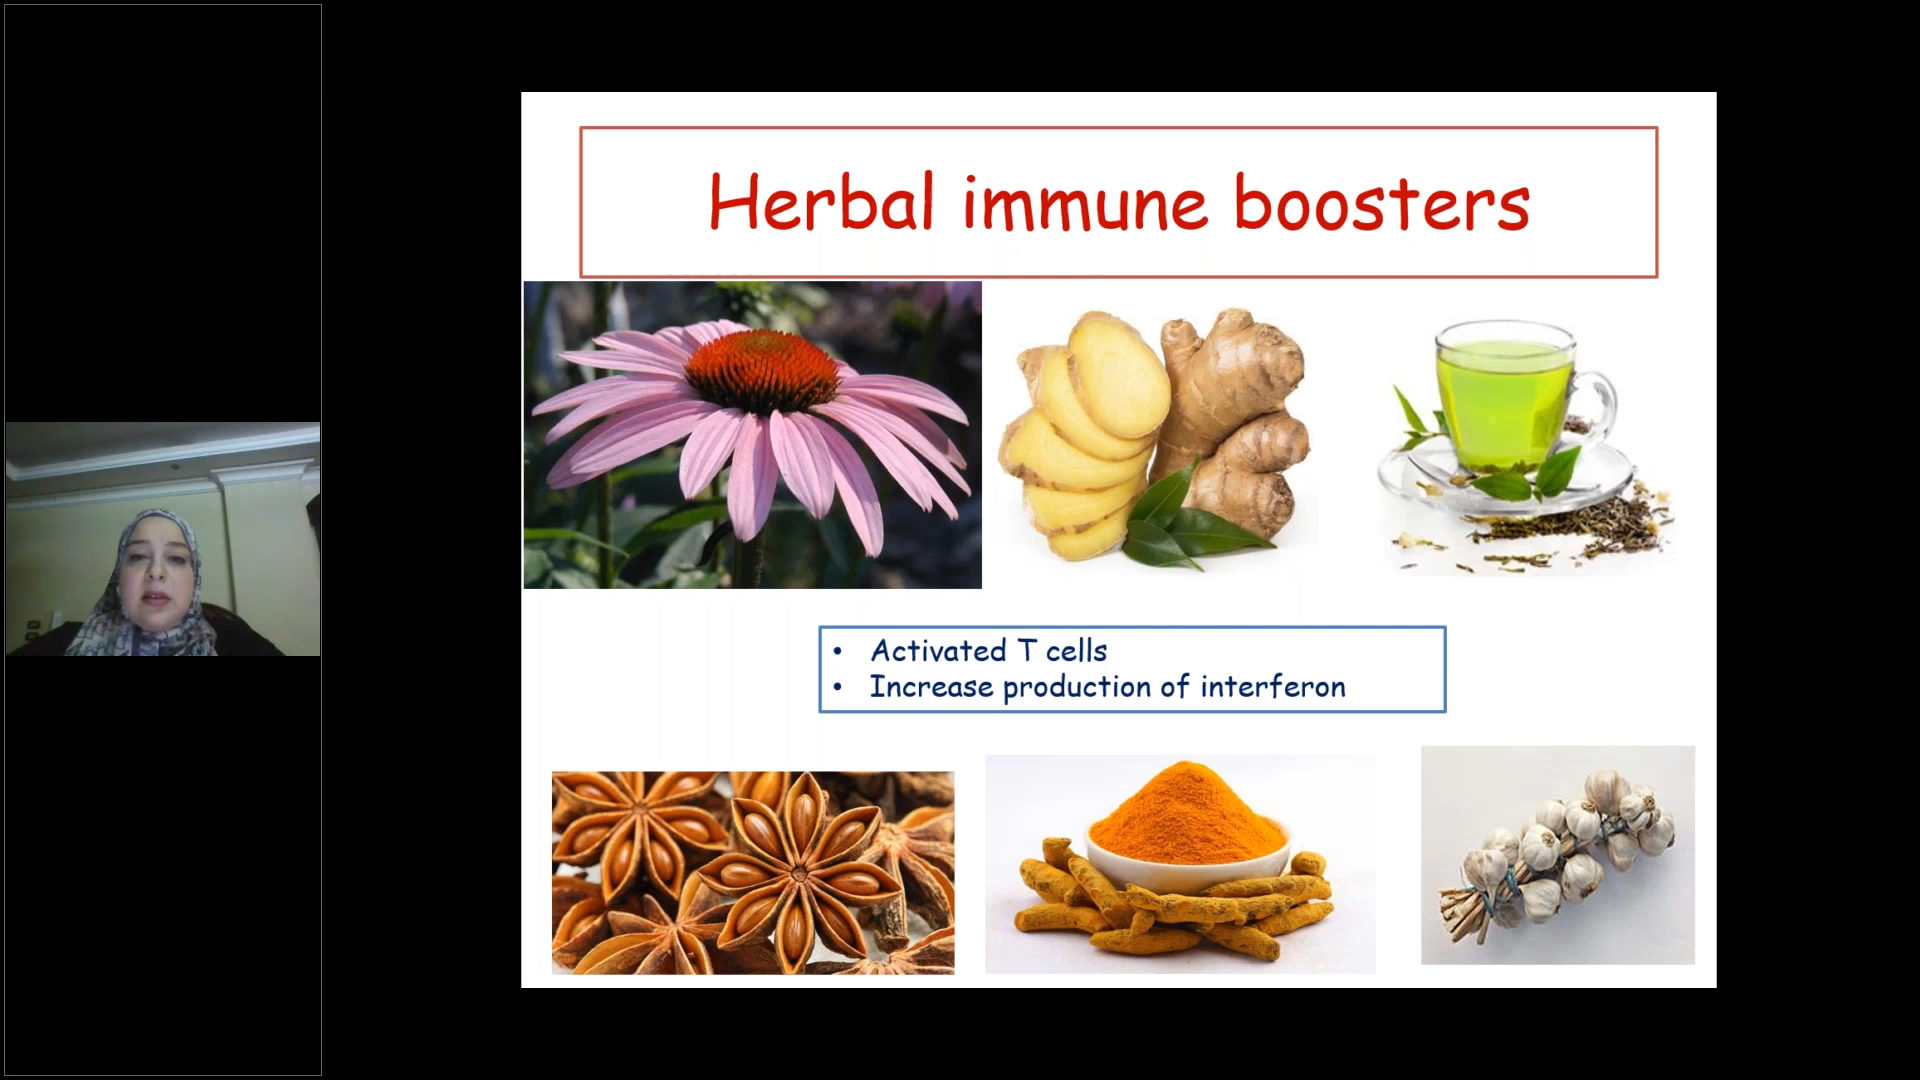 Herbal immune boosters
• Activated T cells
• Increase production of interferon